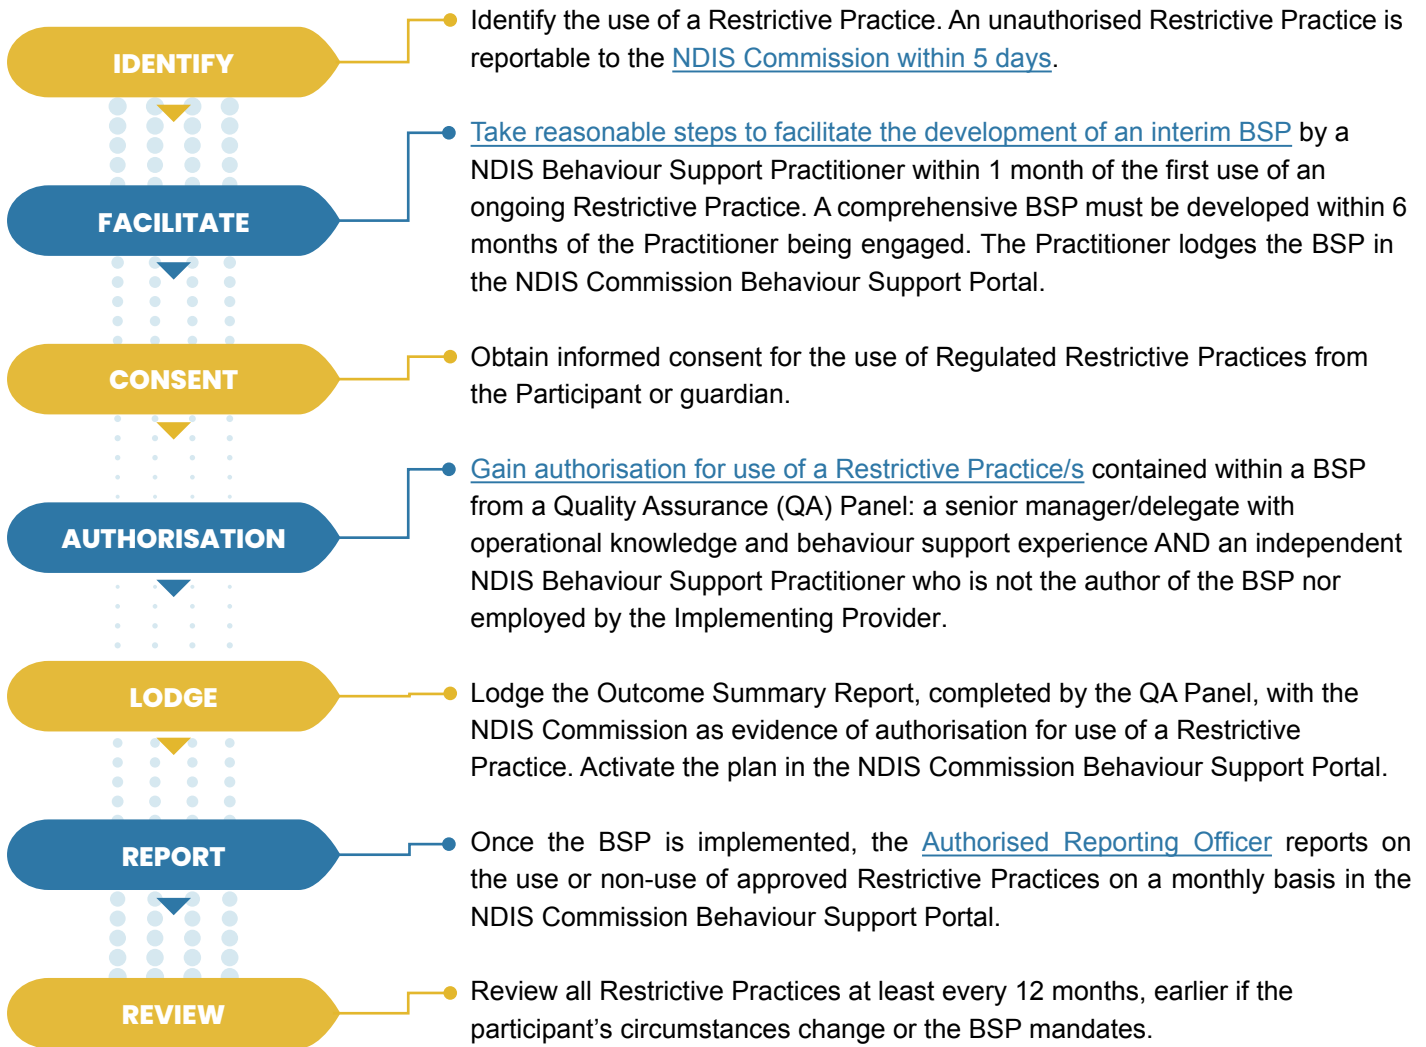 IDENTIFY
Identify the use of a Restrictive Practice. An unauthorised Restrictive Practice is
reportable to the NDIS Commission within 5 days.
FACILITATE
Take reasonable steps to facilitate the development of an interim BSP by a
NDIS Behaviour Support Practitioner within 1 month of the first use of an
ongoing Restrictive Practice. A comprehensive BSP must be developed within 6
months of the Practitioner being engaged. The Practitioner lodges the BSP in
the NDIS Commission Behaviour Support Portal.
CONSENT
Obtain informed consent for the use of Regulated Restrictive Practices from
the Participant or guardian.
AUTHORISATION
Gain authorisation for use of a Restrictive Practice/s contained within a BSP
from a Quality Assurance (QA) Panel: a senior manager/delegate with
operational knowledge and behaviour support experience AND an independent
NDIS Behaviour Support Practitioner who is not the author of the BSP nor
employed by the Implementing Provider.
LODGE
Lodge the Outcome Summary Report, completed by the QA Panel, with the
NDIS Commission as evidence of authorisation for use of a Restrictive
Practice. Activate the plan in the NDIS Commission Behaviour Support Portal.
REPORT
Once the BSP is implemented, the Authorised Reporting Officer reports on
the use or non-use of approved Restrictive Practices on a monthly basis in the
NDIS Commission Behaviour Support Portal.
REVIEW
Review all Restrictive Practices at least every 12 months, earlier if the
participant's circumstances change or the BSP mandates.